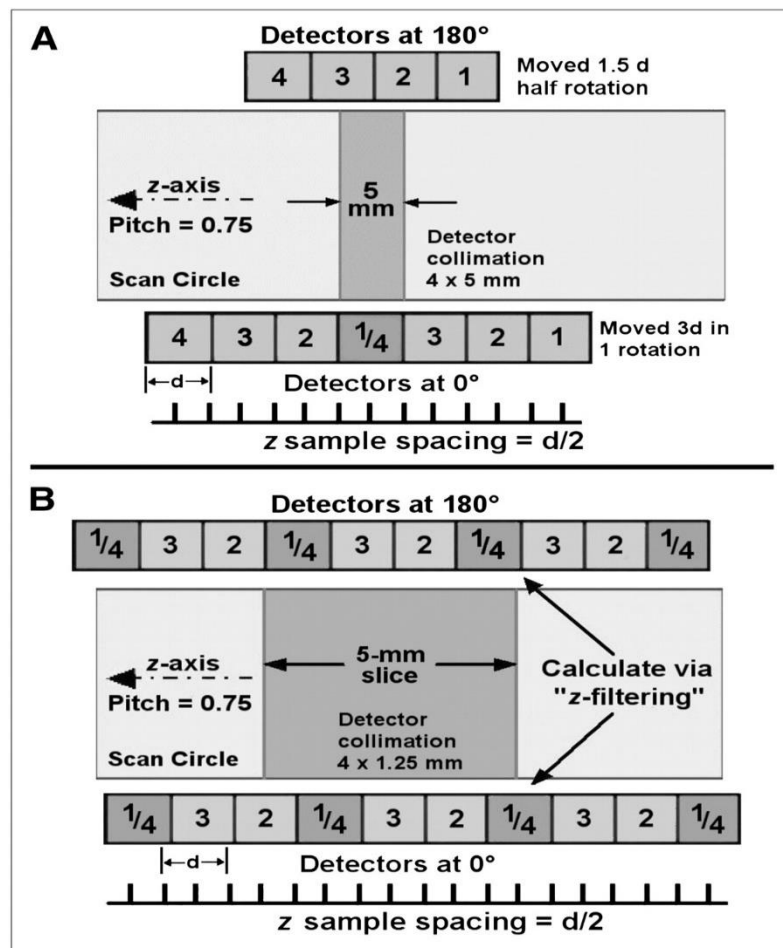 A
Detectors at 180°
4 3 2 1
Moved 1.5 d
half rotation
z-axis
Pitch = 0.75
Scan Circle
5
mm
Detector
collimation
4 x 5 mm
4 3 2 1/4 3 2 1
Moved 3d in
1 rotation
d
Detectors at 0°
z sample spacing = d/2
B
Detectors at 180°
1/4 3 2 1/4 3 2 1/4 3 2 1/4
z-axis
Pitch = 0.75
Scan Circle
5-mm
slice
Detector
collimation
4 x 1.25 mm
Calculate via
"z-filtering"
1/4 3 2 1/4 3 2 1/4 3 2 1/4
d
Detectors at 0°
z sample spacing = d/2